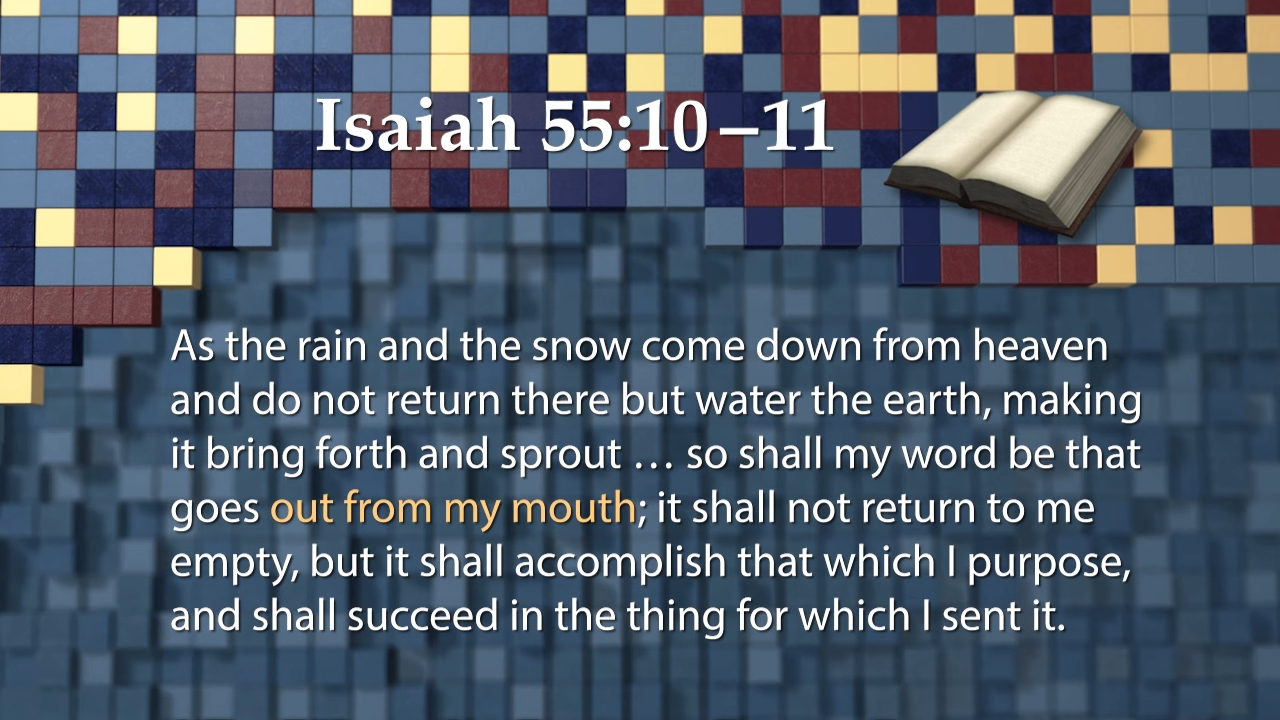 Isaiah 55:10–11
As the rain and the snow come down from heaven
and do not return there but water the earth, making
it bring forth and sprout … so shall my word be that
goes out from my mouth; it shall not return to me
empty, but it shall accomplish that which I purpose,
and shall succeed in the thing for which I sent it.